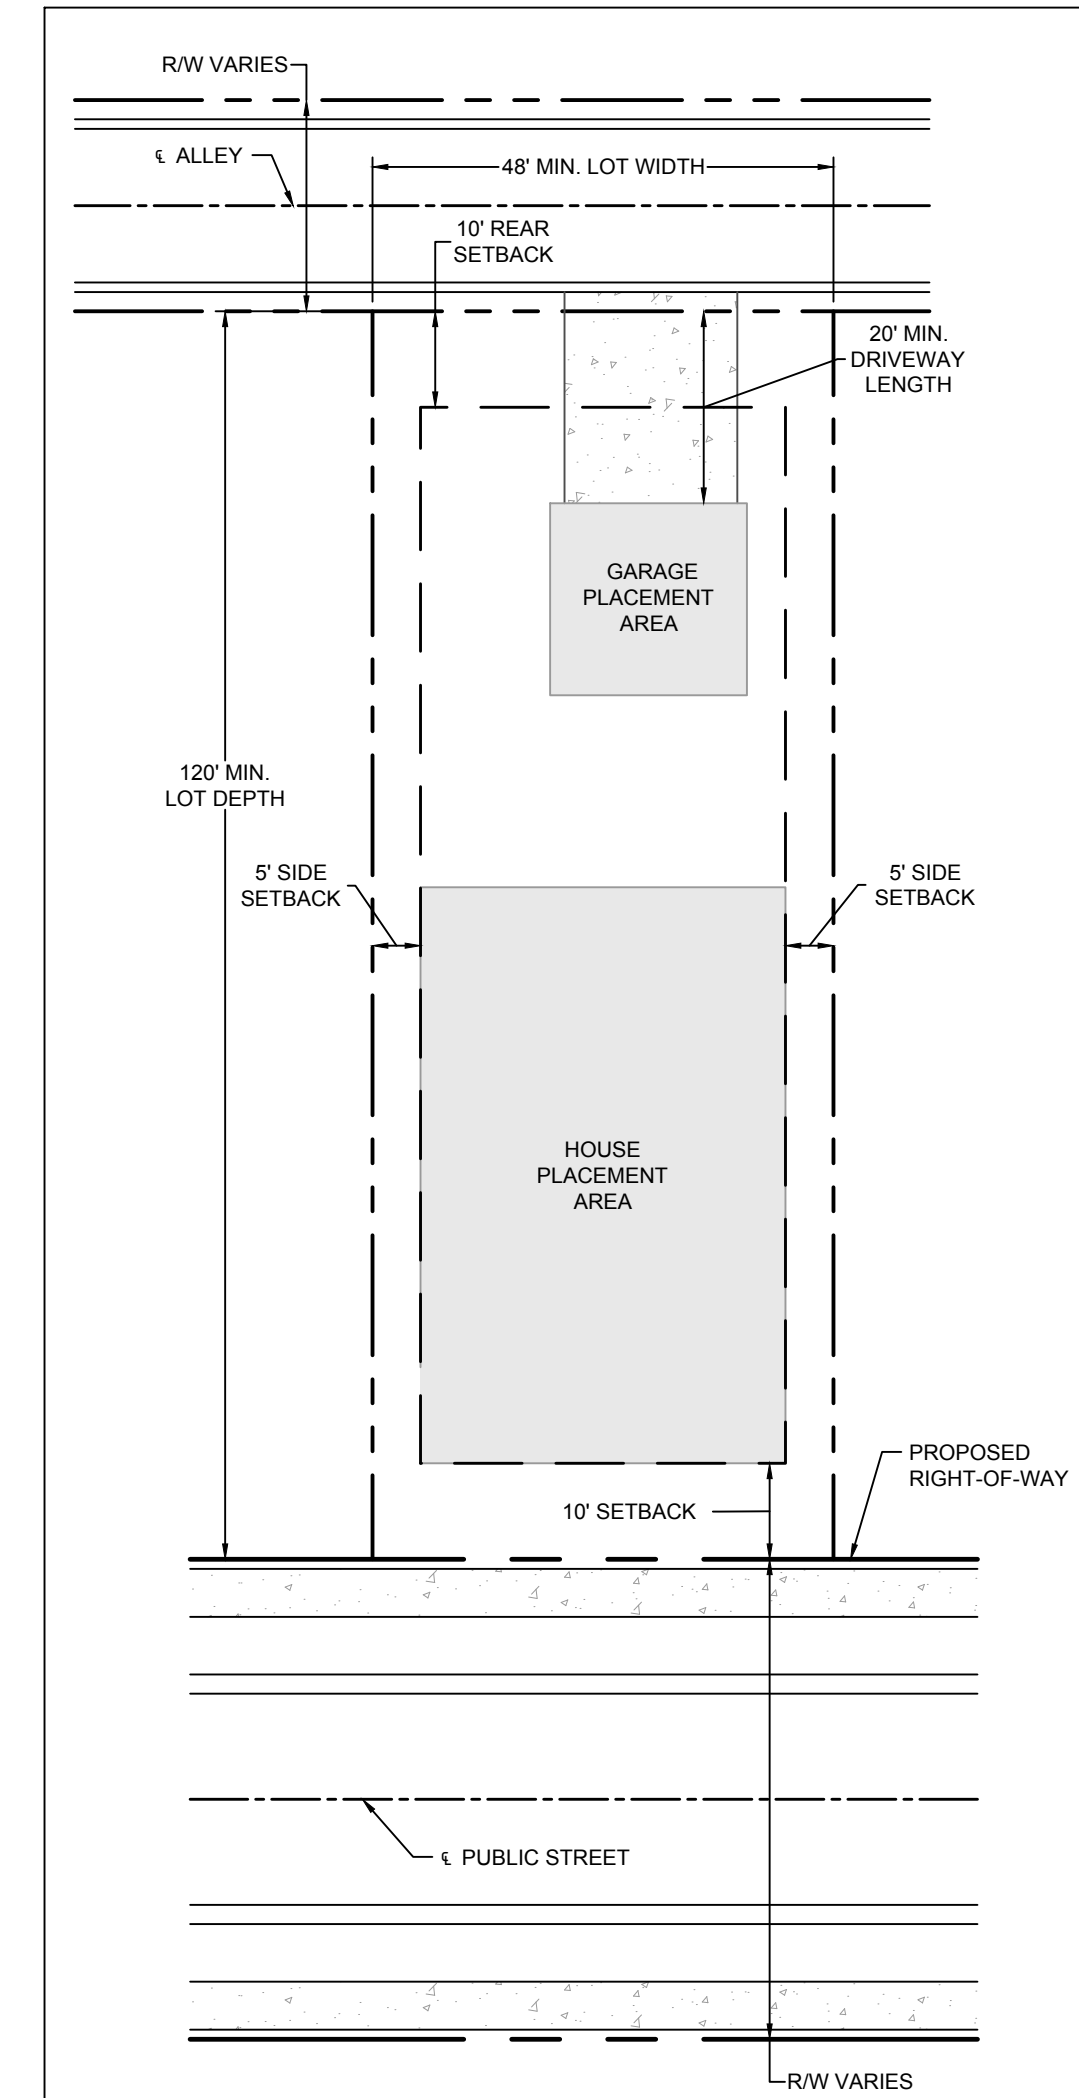 R/W VARIES
℄ ALLEY
48' MIN. LOT WIDTH
10' REAR
SETBACK
20' MIN.
DRIVEWAY
LENGTH
GARAGE
PLACEMENT
AREA
120' MIN.
LOT DEPTH
5' SIDE
SETBACK
5' SIDE
SETBACK
HOUSE
PLACEMENT
AREA
PROPOSED
RIGHT-OF-WAY
10' SETBACK
℄ PUBLIC STREET
R/W VARIES